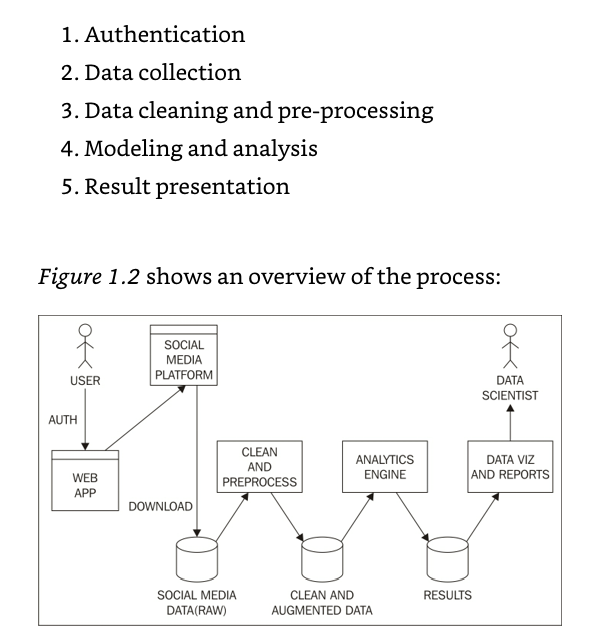 1. Authentication
2. Data collection
3. Data cleaning and pre-processing
4. Modeling and analysis
5. Result presentation
Figure 1.2 shows an overview of the process:
USER
AUTH
WEB
APP
SOCIAL
MEDIA
PLATFORM
DOWNLOAD
SOCIAL MEDIA
DATA(RAW)
CLEAN
AND
PREPROCESS
CLEAN AND
AUGMENTED DATA
ANALYTICS
ENGINE
RESULTS
DATA VIZ
AND REPORTS
DATA
SCIENTIST